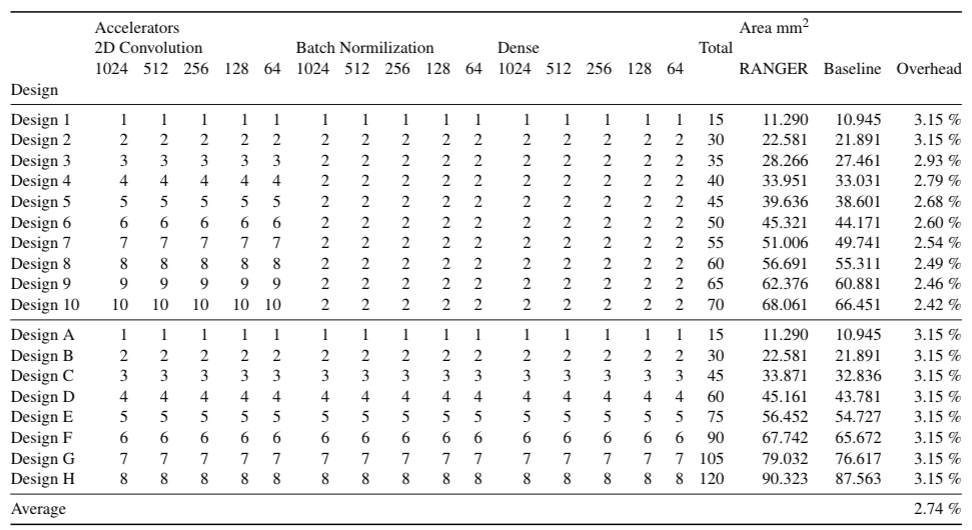 Accelerators Area mm²
2D Convolution Batch Normilization Dense Total
1024 512 256 128 64 1024 512 256 128 64 1024 512 256 128 64 RANGER Baseline Overhead
Design
Design 1 1 1 1 1 1 1 1 1 1 1 1 1 1 1 1 15 11.290 10.945 3.15 %
Design 2 2 2 2 2 2 2 2 2 2 2 2 2 2 2 2 30 22.581 21.891 3.15 %
Design 3 3 3 3 3 3 2 2 2 2 2 2 2 2 2 2 35 28.266 27.461 2.93 %
Design 4 4 4 4 4 4 2 2 2 2 2 2 2 2 2 2 40 33.951 33.031 2.79 %
Design 5 5 5 5 5 5 2 2 2 2 2 2 2 2 2 2 45 39.636 38.601 2.68 %
Design 6 6 6 6 6 6 2 2 2 2 2 2 2 2 2 2 50 45.321 44.171 2.60 %
Design 7 7 7 7 7 7 2 2 2 2 2 2 2 2 2 2 55 51.006 49.741 2.54 %
Design 8 8 8 8 8 8 2 2 2 2 2 2 2 2 2 2 60 56.691 55.311 2.49 %
Design 9 9 9 9 9 9 2 2 2 2 2 2 2 2 2 2 65 62.376 60.881 2.46 %
Design 10 10 10 10 10 10 2 2 2 2 2 2 2 2 2 2 70 68.061 66.451 2.42 %
Design A 1 1 1 1 1 1 1 1 1 1 1 1 1 1 1 15 11.290 10.945 3.15 %
Design B 2 2 2 2 2 2 2 2 2 2 2 2 2 2 2 30 22.581 21.891 3.15 %
Design C 3 3 3 3 3 3 3 3 3 3 3 3 3 3 3 45 33.871 32.836 3.15 %
Design D 4 4 4 4 4 4 4 4 4 4 4 4 4 4 4 60 45.161 43.781 3.15 %
Design E 5 5 5 5 5 5 5 5 5 5 5 5 5 5 5 75 56.452 54.727 3.15 %
Design F 6 6 6 6 6 6 6 6 6 6 6 6 6 6 6 90 67.742 65.672 3.15 %
Design G 7 7 7 7 7 7 7 7 7 7 7 7 7 7 7 105 79.032 76.617 3.15 %
Design H 8 8 8 8 8 8 8 8 8 8 8 8 8 8 8 120 90.323 87.563 3.15 %
Average 2.74 %